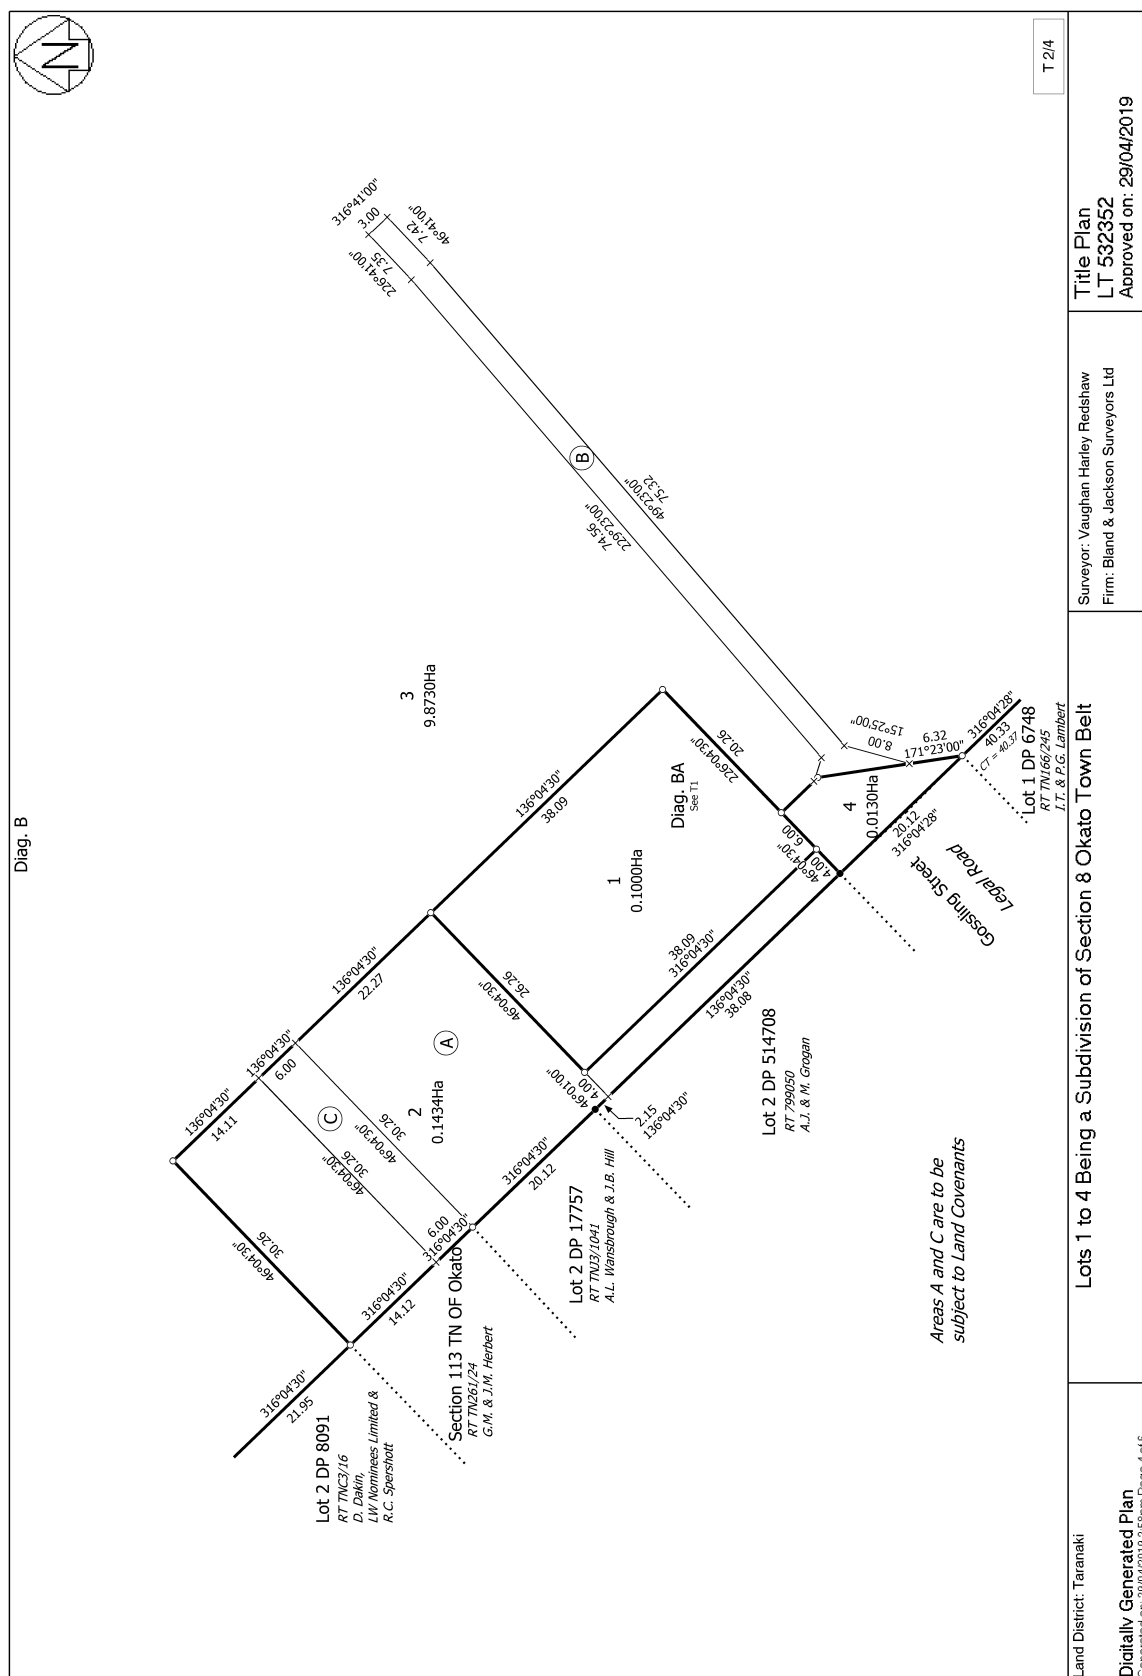 Diag. B
N
T 2/4
316°41'00"
3.00
226°41'00"
7.35
7.42
46°41'00"
B
74.56
229°23'00"
49°23'00"
75.32
3
9.8730Ha
136°04'30"
38.09
20.26
226°04'30"
Diag. BA
See T1
1
0.1000Ha
6.00
46°04'30"
4.00
4
0.0130Ha
8.00
15°25'00"
6.32
171°23'00"
316°04'28"
40.33
CT = 40.37
20.12
316°04'28"
Lot 1 DP 6748
RT TN166/245
I.T. & P.G. Lambert
Gossling Street
Legal Road
38.09
316°04'30"
136°04'30"
38.08
26.26
46°04'30"
136°04'30"
22.27
A
2
0.1434Ha
46°01'00"
4.00
2.15
136°04'30"
Lot 2 DP 514708
RT 799050
A.J. & M. Grogan
136°04'30"
6.00
136°04'30"
14.11
C
30.26
46°04'30"
30.26
46°04'30"
30.26
46°04'30"
6.00
316°04'30"
316°04'30"
20.12
316°04'30"
14.12
316°04'30"
21.95
Lot 2 DP 17757
RT TNJ3/1041
A.L. Wansbrough & J.B. Hill
Section 113 TN OF Okato
RT TN261/24
G.M. & J.M. Herbert
Lot 2 DP 8091
RT TNC3/16
D. Dakin,
LW Nominees Limited &
R.C. Spershott
Areas A and C are to be
subject to Land Covenants
Land District: Taranaki
Digitally Generated Plan
Lots 1 to 4 Being a Subdivision of Section 8 Okato Town Belt
Surveyor: Vaughan Harley Redshaw
Firm: Bland & Jackson Surveyors Ltd
Title Plan
LT 532352
Approved on: 29/04/2019